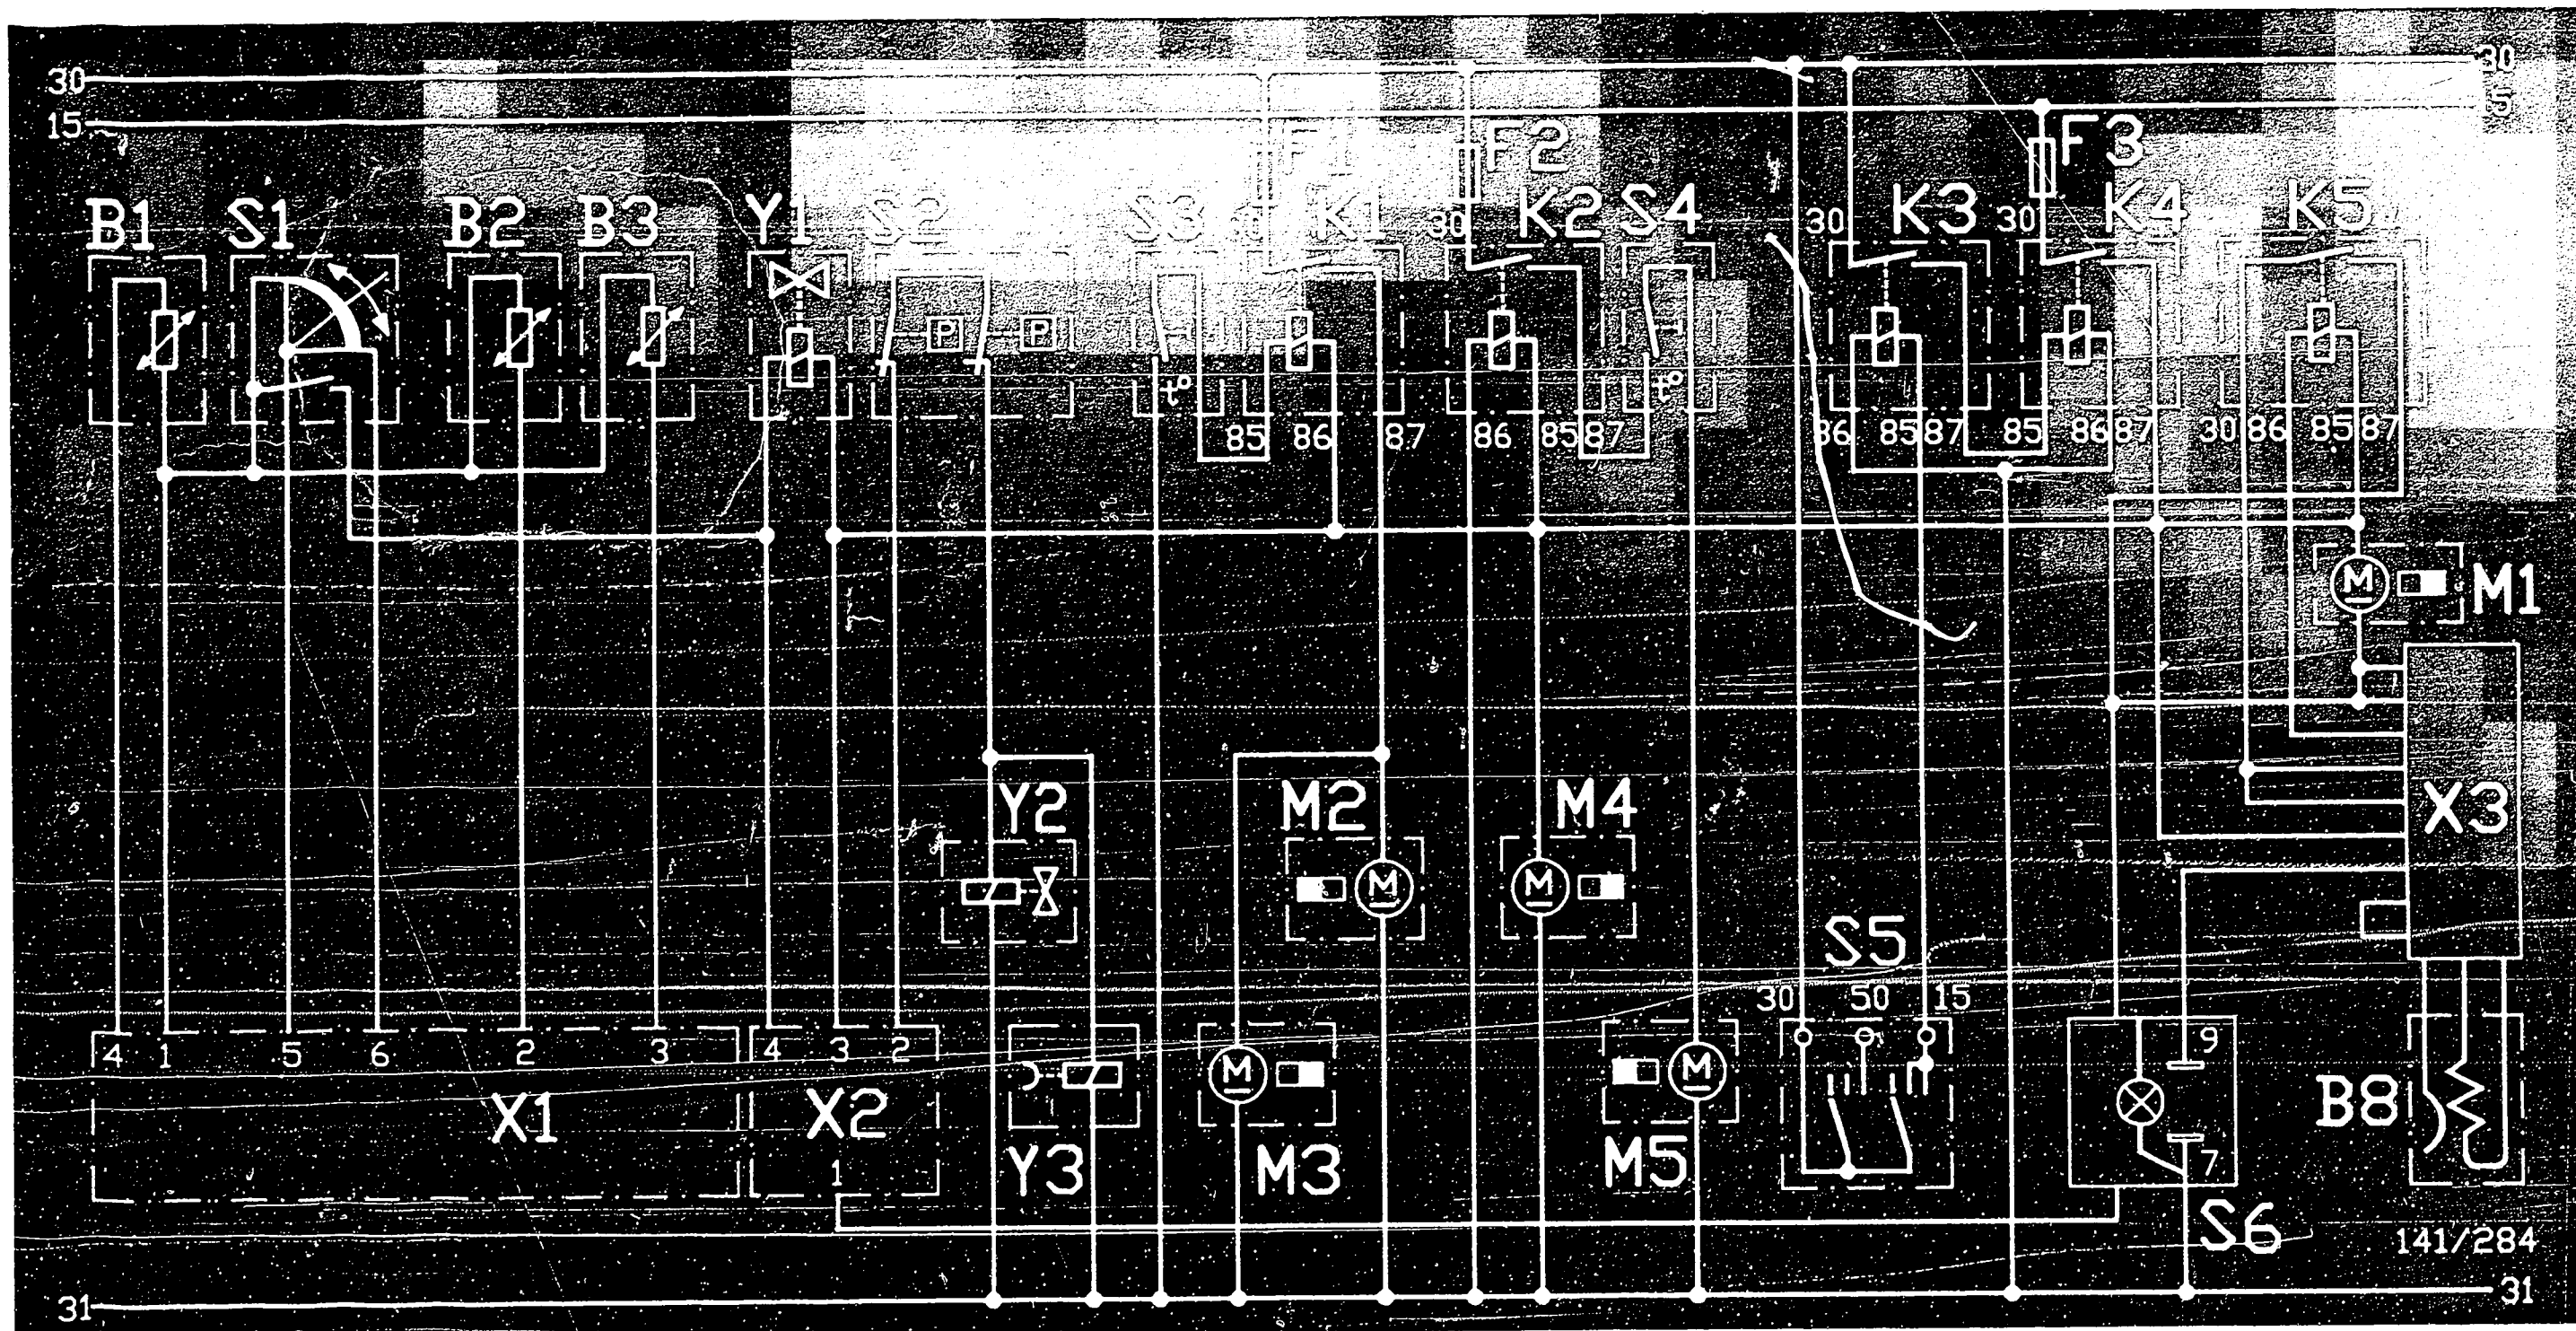 30 30
15 5
F1 F2 F3
B1 S1 B2 B3 Y1 S2 S3 K1 30 K2 S4 30 K3 30 K4 K5
P P
t° t°
85 86 87 86 85 87 86 85 87 85 86 87 30 86 85 87
M M1
Y2 M2 M4 X3
M M
S5
30 50 15
4 1 5 6 2 3 4 3 2 9
M M
X1 X2 B8
1 Y3 M3 M5 7
S6 141/284
31 31